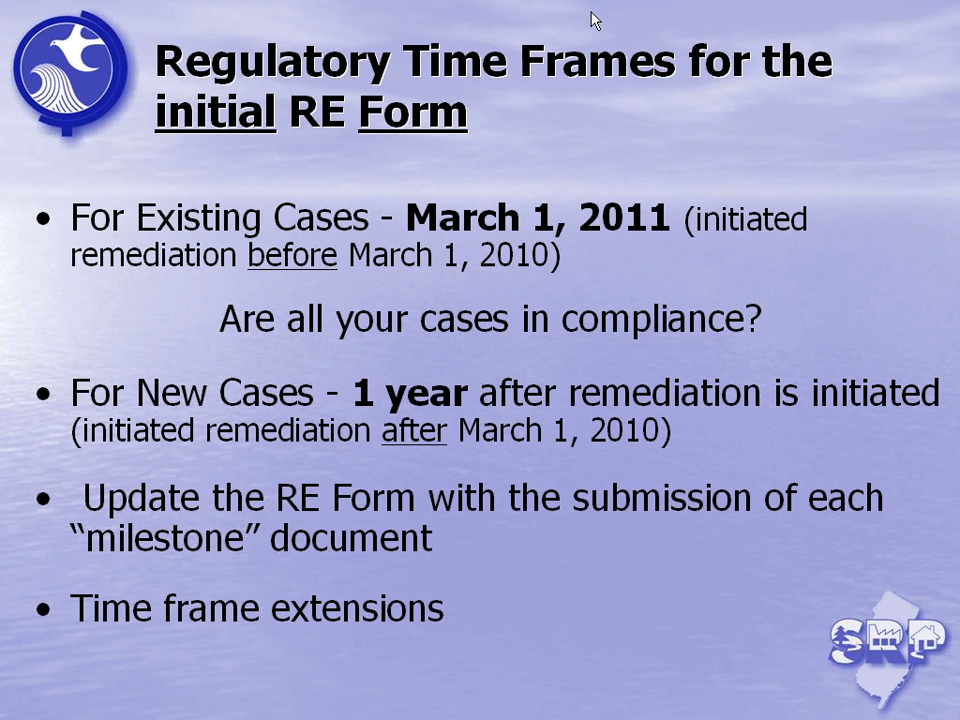 Regulatory Time Frames for the
initial RE Form
• For Existing Cases - March 1, 2011 (initiated
remediation before March 1, 2010)
Are all your cases in compliance?
• For New Cases - 1 year after remediation is initiated
(initiated remediation after March 1, 2010)
• Update the RE Form with the submission of each
“milestone” document
• Time frame extensions
SRP